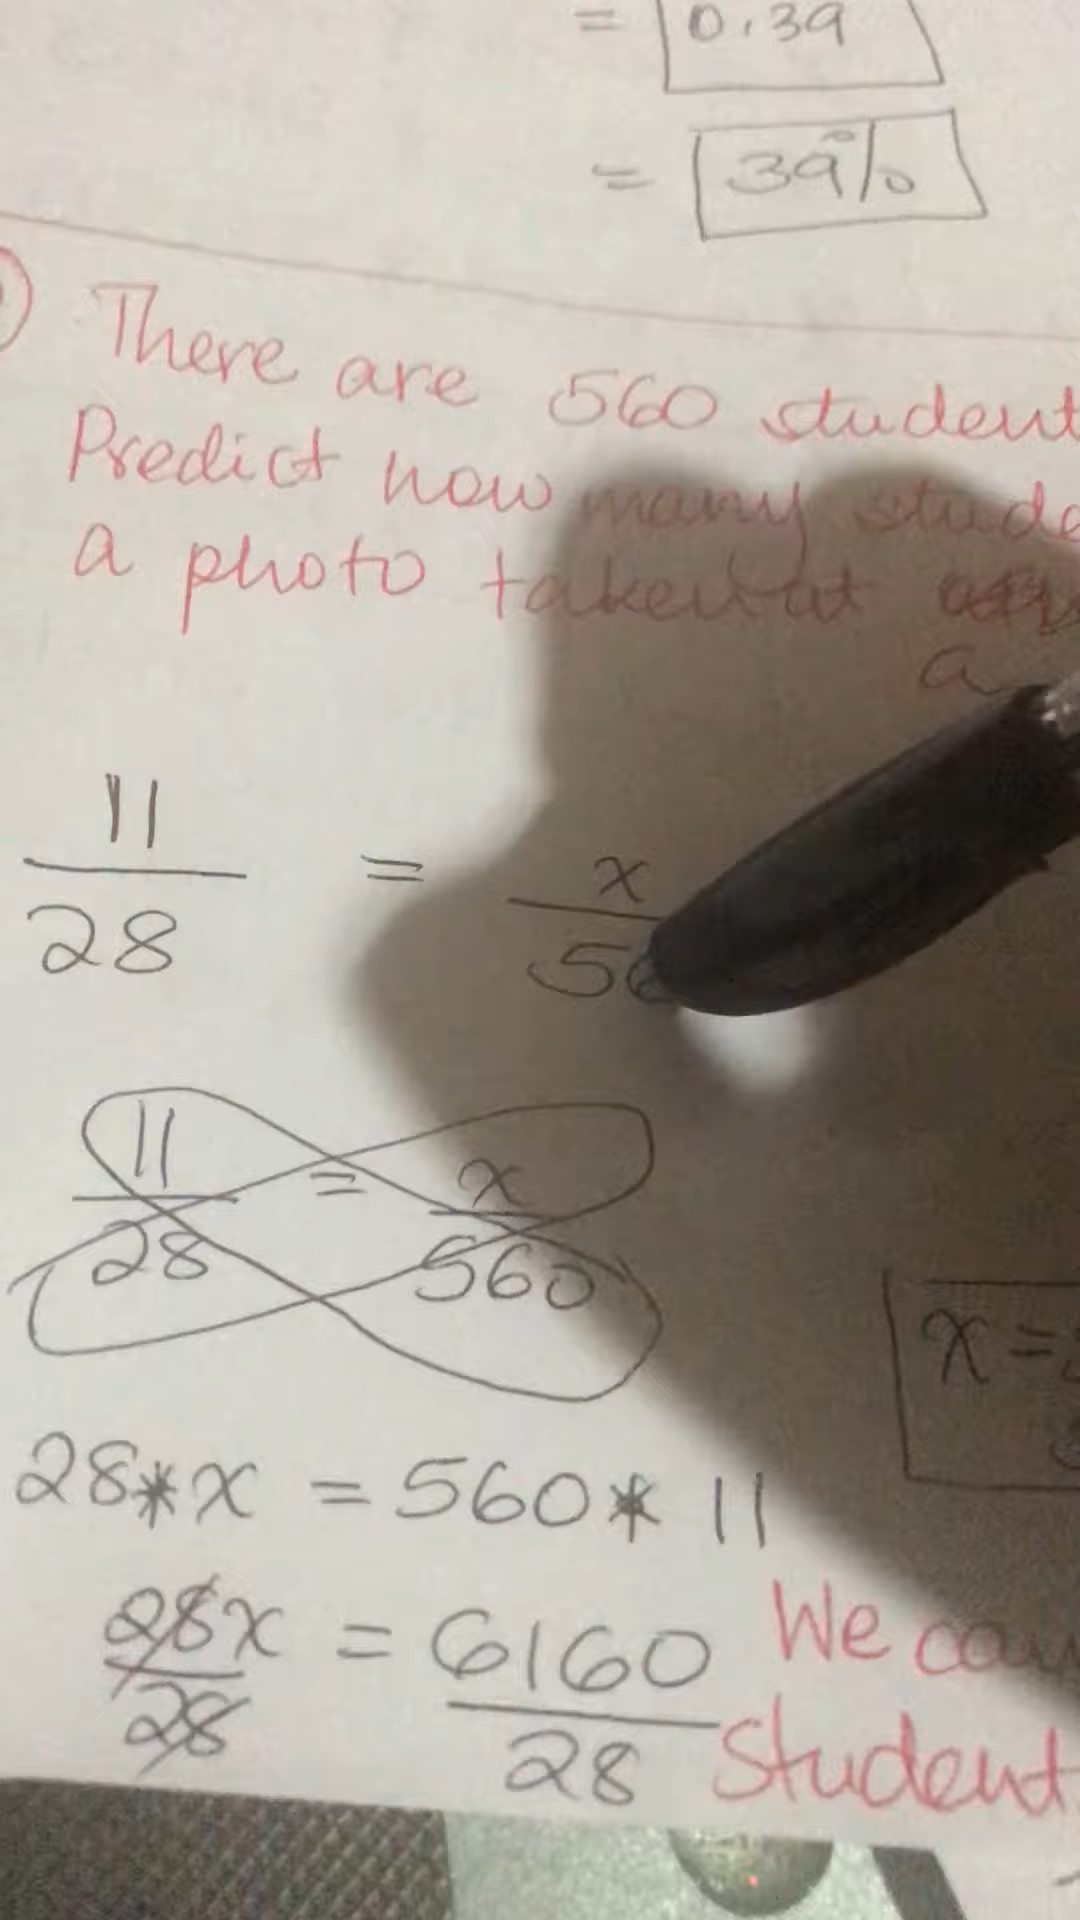 = 0.39
= 39%
There are 560 student
Predict how many stude
a photo taken at
a
11/28 = x/5
11/28 = x/560
x =
28*x = 560*11
28x/28 = 6160/28
We can
Student